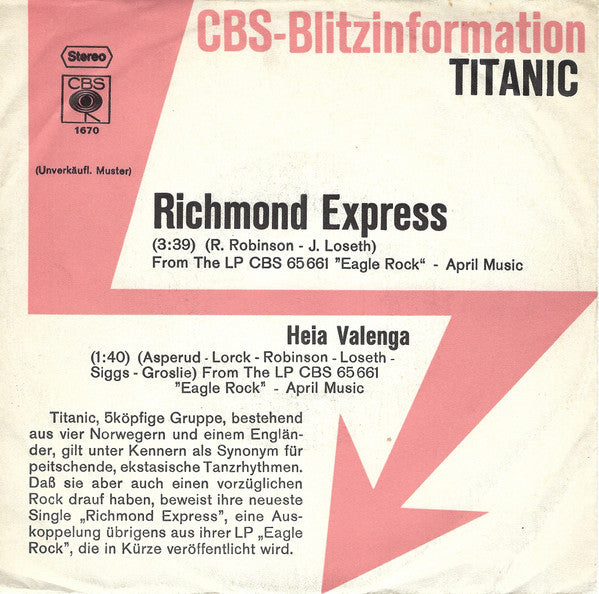 CBS-Blitzinformation
TITANIC
Stereo
CBS
1670
(Unverkäufl. Muster)
Richmond Express
(3:39) (R. Robinson - J. Loseth)
From The LP CBS 65661 "Eagle Rock“ - April Music
Heia Valenga
(1:40) (Asperud - Lorck - Robinson - Loseth -
Siggs - Groslie) From The LP CBS 65661
"Eagle Rock" - April Music
Titanic, 5köpfige Gruppe, bestehend
aus vier Norwegern und einem Englän-
der, gilt unter Kennern als Synonym für
peitschende, ekstasische Tanzrhythmen.
Daß sie aber auch einen vorzüglichen
Rock drauf haben, beweist ihre neueste
Single „Richmond Express”, eine Aus-
koppelung übrigens aus ihrer LP „Eagle
Rock”, die in Kürze veröffentlicht wird.